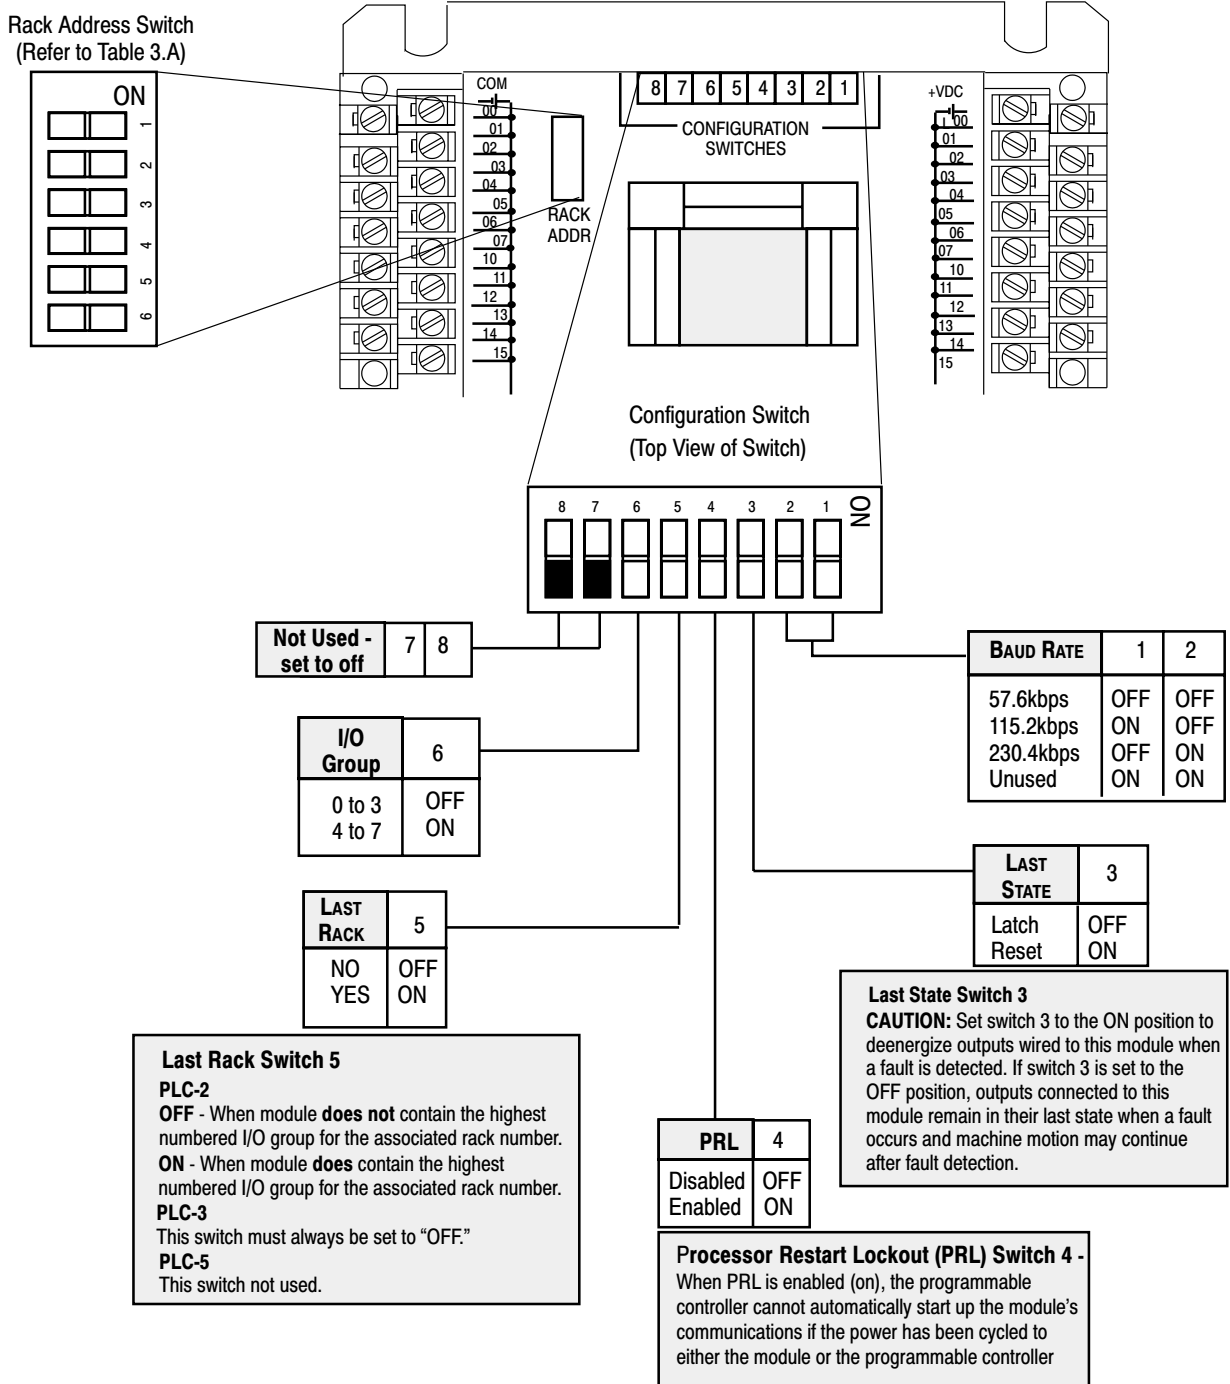 Rack Address Switch
(Refer to Table 3.A)
ON
1
2
3
4
5
6
COM
00
01
02
03
04
05
06
07
10
11
12
13
14
15
RACK
ADDR
8 7 6 5 4 3 2 1
CONFIGURATION
SWITCHES
+VDC
00
01
02
03
04
05
06
07
10
11
12
13
14
15
Configuration Switch
(Top View of Switch)
8 7 6 5 4 3 2 1 ON
Not Used - 7 8
set to off
I/O
Group 6
0 to 3 OFF
4 to 7 ON
LAST
RACK 5
NO OFF
YES ON
Last Rack Switch 5
PLC-2
OFF - When module does not contain the highest
numbered I/O group for the associated rack number.
ON - When module does contain the highest
numbered I/O group for the associated rack number.
PLC-3
This switch must always be set to “OFF.”
PLC-5
This switch not used.
BAUD RATE 1 2
57.6kbps OFF OFF
115.2kbps ON OFF
230.4kbps OFF ON
Unused ON ON
LAST
STATE 3
Latch OFF
Reset ON
Last State Switch 3
CAUTION: Set switch 3 to the ON position to
deenergize outputs wired to this module when
a fault is detected. If switch 3 is set to the
OFF position, outputs connected to this
module remain in their last state when a fault
occurs and machine motion may continue
after fault detection.
PRL 4
Disabled OFF
Enabled ON
Processor Restart Lockout (PRL) Switch 4 -
When PRL is enabled (on), the programmable
controller cannot automatically start up the module’s
communications if the power has been cycled to
either the module or the programmable controller